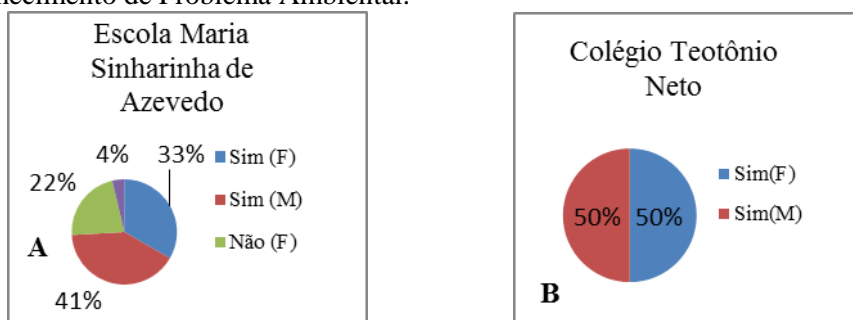 Escola Maria
Sinharinha de
Azevedo
4%
33%
22%
41%
Sim (F)
Sim (M)
Não (F)
A
Colégio Teotônio
Neto
50%
50%
Sim(F)
Sim(M)
B